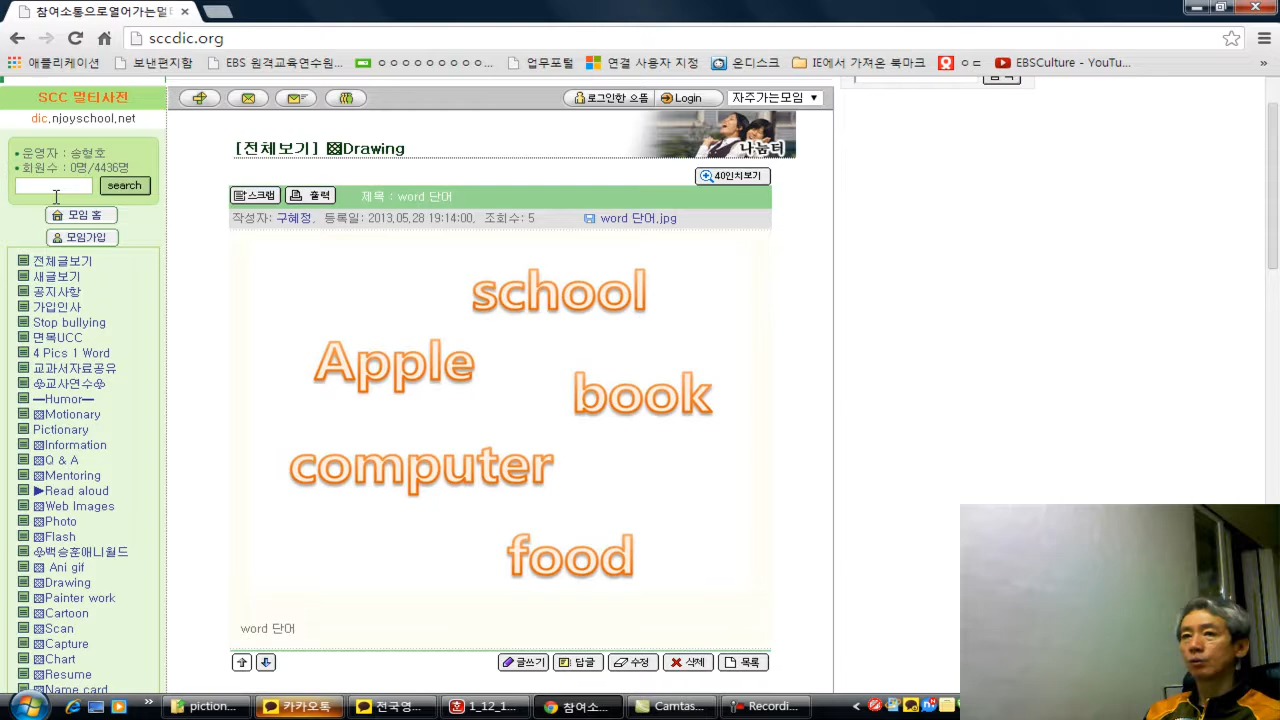 참여소통으로열어가는멀티
sccdic.org
애플리케이션 보낸편지함 EBS 원격교육연수원... ㅇㅇㅇㅇㅇㅇㅇㅇ... 업무포털 연결 사용자 지정 온디스크 IE에서 가져온 북마크 ㅇㄷ EBSCulture - YouTu... »
SCC 멀티사전
로그인한 으뜸 Login 자주가는모임 ▼
dic.njoyschool.net
[전체보기] ▩Drawing
나눔터
• 운영자 : 송형호
• 회원수 : 0명/4436명
search
40인치보기
스크랩 출력 제목 : word 단어
작성자: 구혜정, 등록일: 2013.05.28 19:14:00, 조회수: 5 word 단어.jpg
모임 홈
모임가입
전체글보기
새글보기
공지사항
가입인사
Stop bullying
면목UCC
4 Pics 1 Word
교과서자료공유
♧교사연수♧
━Humor━
▩Motionary
Pictionary
▩Information
▩Q & A
▩Mentoring
▶Read aloud
▩Web Images
▩Photo
▩Flash
♧백승훈애니월드
▩ Ani gif
▩Drawing
▩Painter work
▩Cartoon
▩Scan
▩Capture
▩Chart
▩Resume
▩Name card
school
Apple
book
computer
food
word 단어
글쓰기 답글 수정 삭제 목록
» piction... 카카오톡 전국영... 1_12_1... 참여소... Camtas... Recordi...